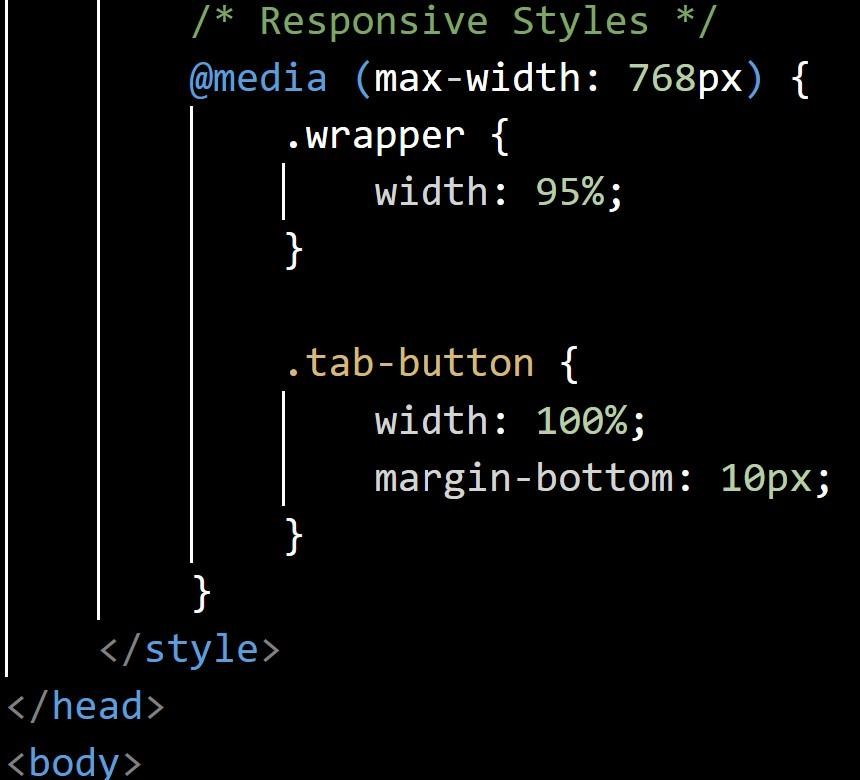 /* Responsive Styles */
@media (max-width: 768px) {
.wrapper {
width: 95%;
}
.tab-button {
width: 100%;
margin-bottom: 10px;
}
}
</style>
</head>
<body>